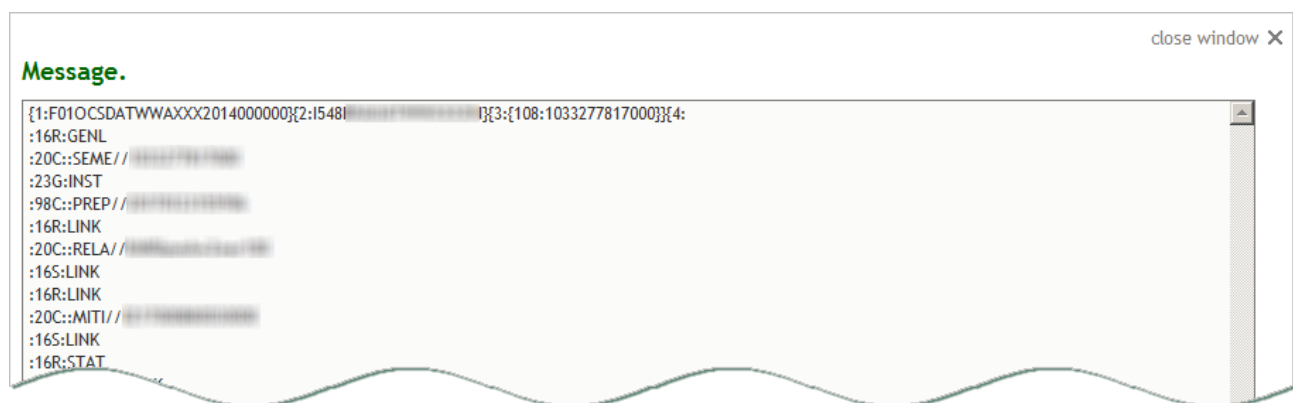 close window ✕
Message.
{1:F01OCSDATWWAXXX2014000000}{2:I548I}{3:{108:1033277817000}}{4:
:16R:GENL
:20C::SEME//
:23G:INST
:98C::PREP//
:16R:LINK
:20C::RELA//
:16S:LINK
:16R:LINK
:20C::MITI//
:16S:LINK
:16R:STAT